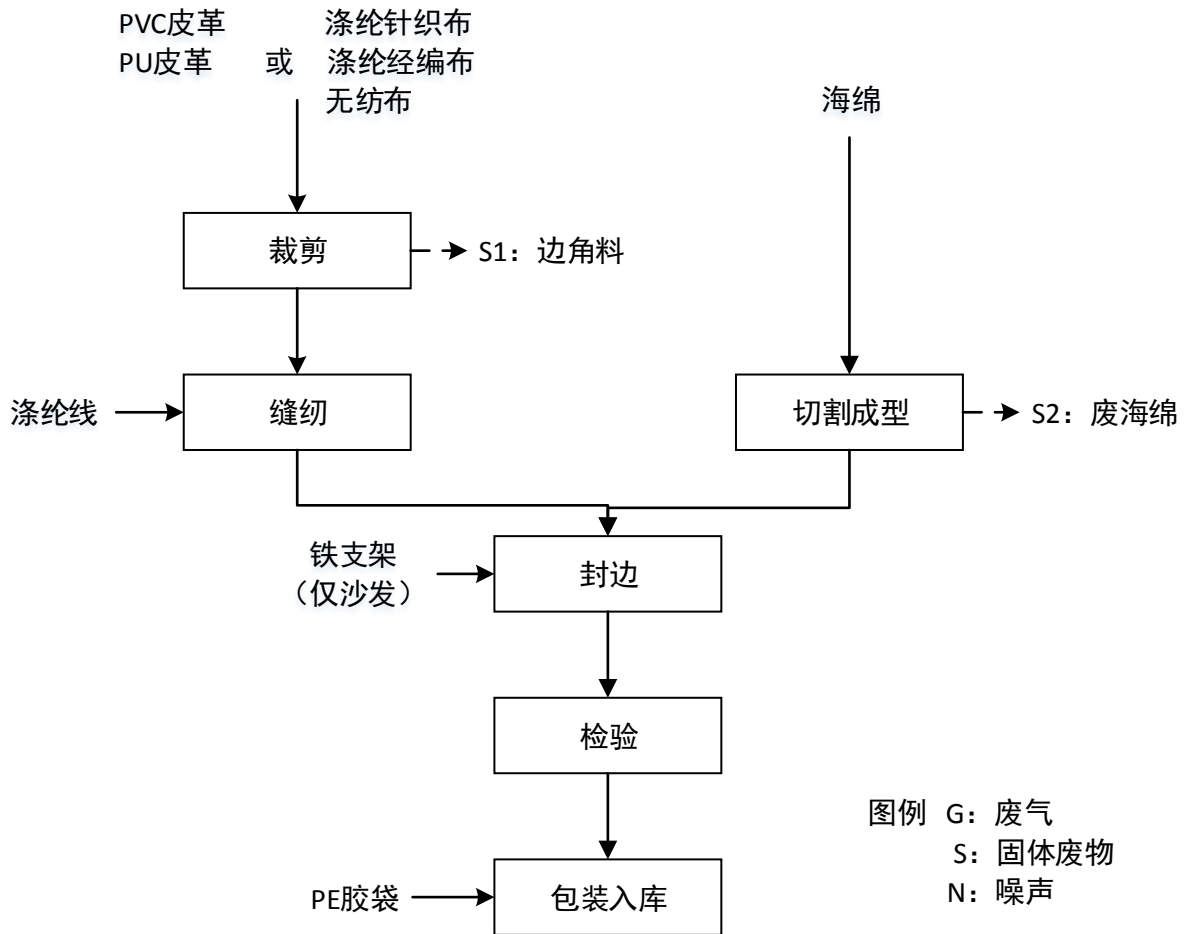 PVC皮革 涤纶针织布
PU皮革 或 涤纶经编布
无纺布
海绵
裁剪
S1：边角料
涤纶线
缝纫
切割成型
S2：废海绵
铁支架
（仅沙发）
封边
检验
图例 G：废气
S：固体废物
N：噪声
PE胶袋
包装入库